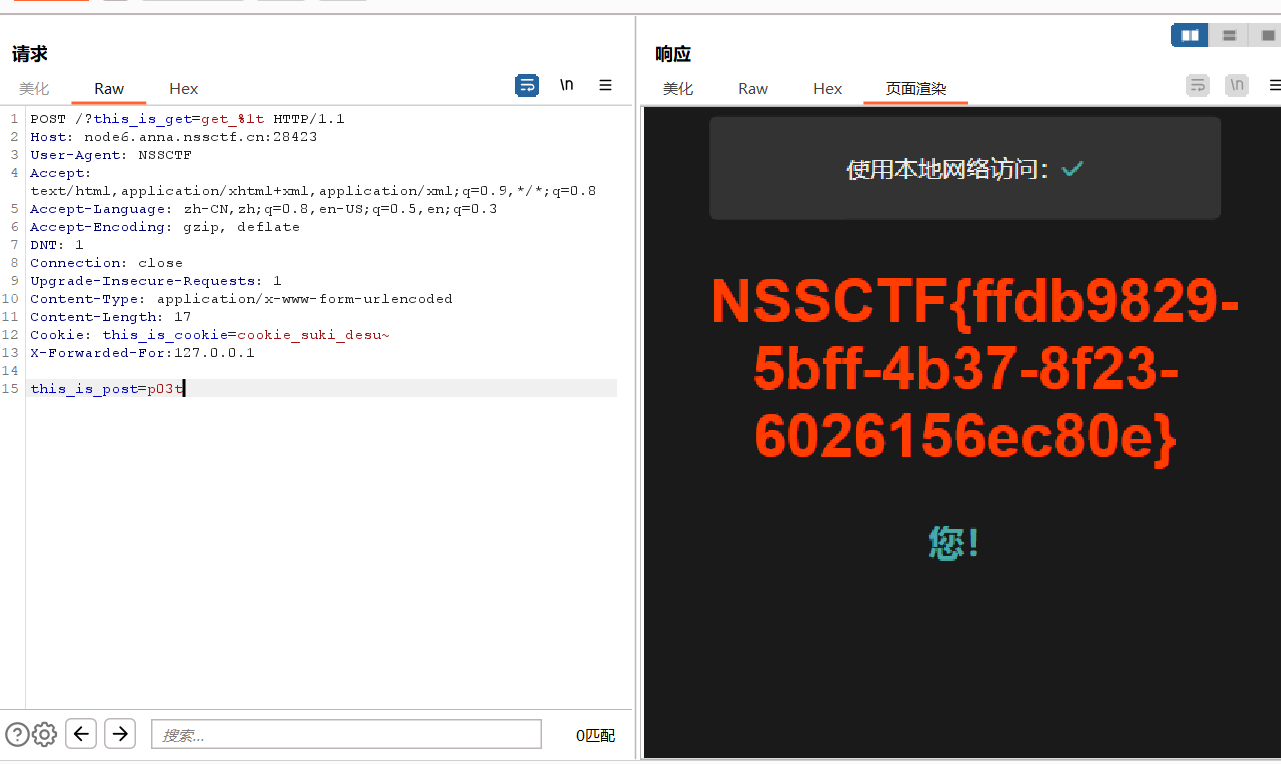 请求
美化 Raw Hex \n
1 POST /?this_is_get=get_%1t HTTP/1.1
2 Host: node6.anna.nssctf.cn:28423
3 User-Agent: NSSCTF
4 Accept:
text/html,application/xhtml+xml,application/xml;q=0.9,*/*;q=0.8
5 Accept-Language: zh-CN,zh;q=0.8,en-US;q=0.5,en;q=0.3
6 Accept-Encoding: gzip, deflate
7 DNT: 1
8 Connection: close
9 Upgrade-Insecure-Requests: 1
10 Content-Type: application/x-www-form-urlencoded
11 Content-Length: 17
12 Cookie: this_is_cookie=cookie_suki_desu~
13 X-Forwarded-For:127.0.0.1
14
15 this_is_post=p03t
搜索...
0匹配
响应
美化 Raw Hex 页面渲染 \n
使用本地网络访问：
NSSCTF{ffdb9829-
5bff-4b37-8f23-
6026156ec80e}
您！